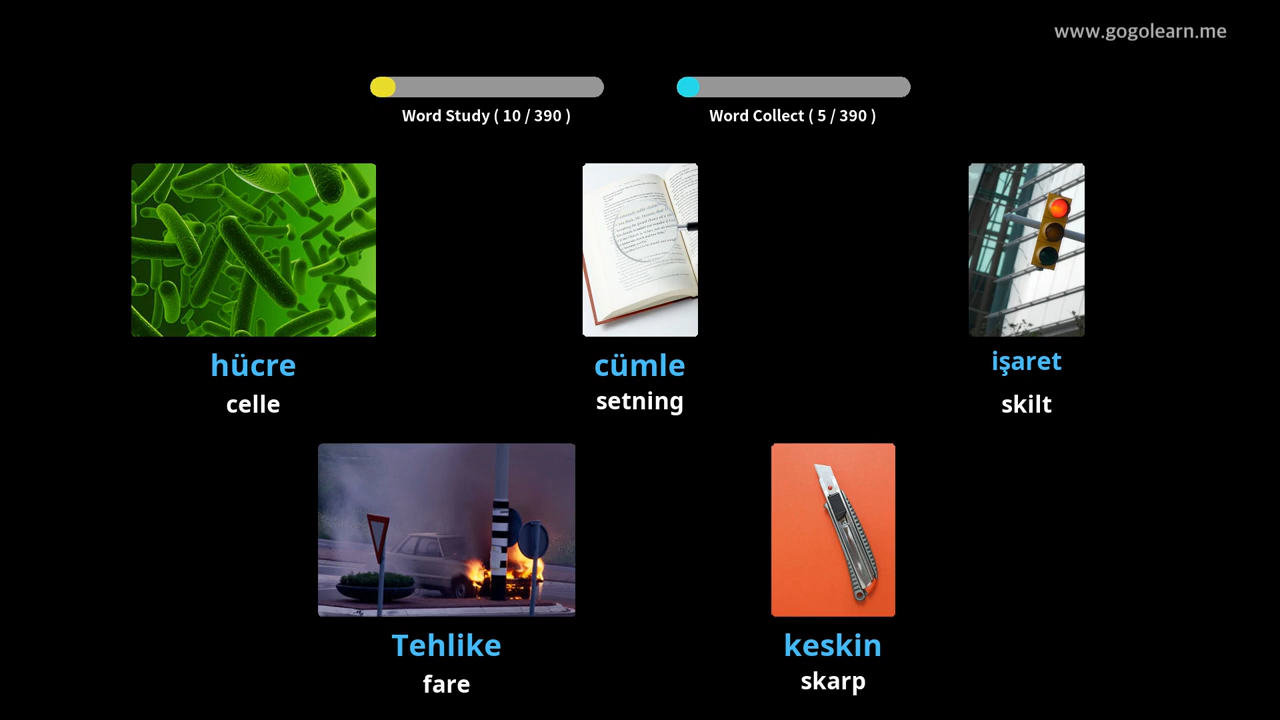 www.gogolearn.me
Word Study ( 10 / 390 )
Word Collect ( 5 / 390 )
hücre
cümle
işaret
celle
setning
skilt
Tehlike
keskin
fare
skarp